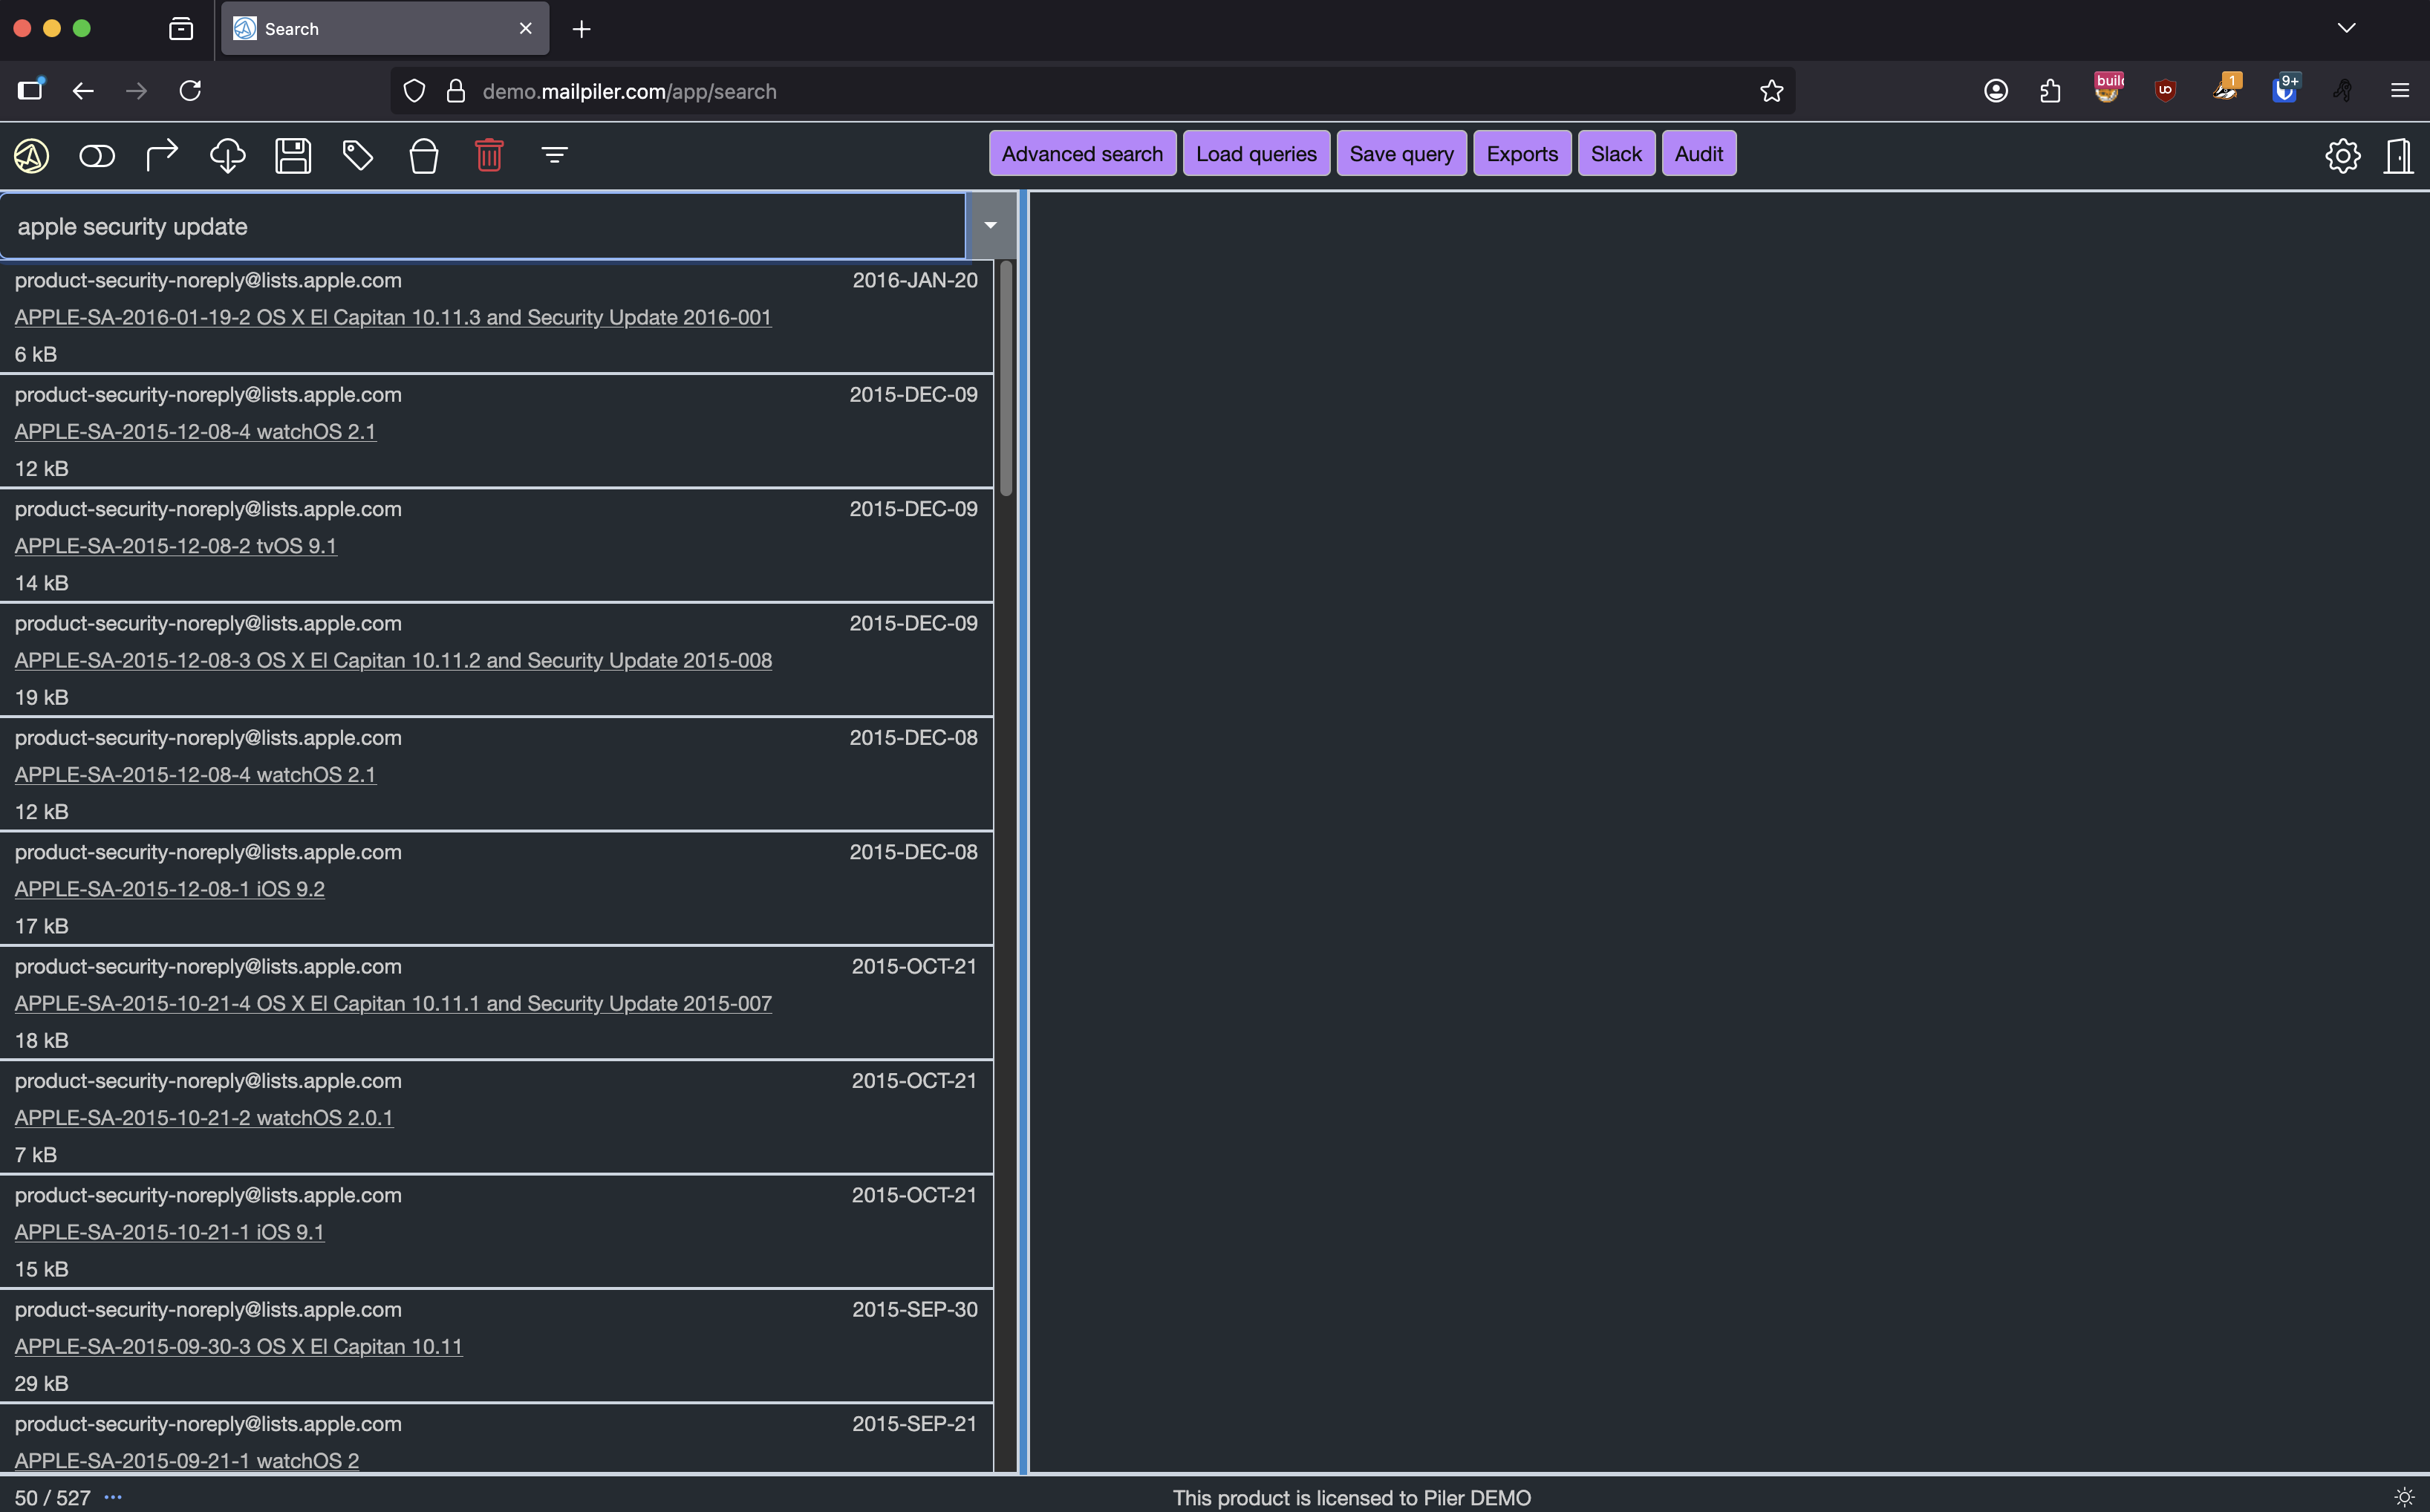 Search
demo.mailpiler.com/app/search
1
9+
Advanced search
Load queries
Save query
Exports
Slack
Audit
apple security update
product-security-noreply@lists.apple.com 2016-JAN-20
APPLE-SA-2016-01-19-2 OS X El Capitan 10.11.3 and Security Update 2016-001
6 kB
product-security-noreply@lists.apple.com 2015-DEC-09
APPLE-SA-2015-12-08-4 watchOS 2.1
12 kB
product-security-noreply@lists.apple.com 2015-DEC-09
APPLE-SA-2015-12-08-2 tvOS 9.1
14 kB
product-security-noreply@lists.apple.com 2015-DEC-09
APPLE-SA-2015-12-08-3 OS X El Capitan 10.11.2 and Security Update 2015-008
19 kB
product-security-noreply@lists.apple.com 2015-DEC-08
APPLE-SA-2015-12-08-4 watchOS 2.1
12 kB
product-security-noreply@lists.apple.com 2015-DEC-08
APPLE-SA-2015-12-08-1 iOS 9.2
17 kB
product-security-noreply@lists.apple.com 2015-OCT-21
APPLE-SA-2015-10-21-4 OS X El Capitan 10.11.1 and Security Update 2015-007
18 kB
product-security-noreply@lists.apple.com 2015-OCT-21
APPLE-SA-2015-10-21-2 watchOS 2.0.1
7 kB
product-security-noreply@lists.apple.com 2015-OCT-21
APPLE-SA-2015-10-21-1 iOS 9.1
15 kB
product-security-noreply@lists.apple.com 2015-SEP-30
APPLE-SA-2015-09-30-3 OS X El Capitan 10.11
29 kB
product-security-noreply@lists.apple.com 2015-SEP-21
APPLE-SA-2015-09-21-1 watchOS 2
50 / 527 ···
This product is licensed to Piler DEMO